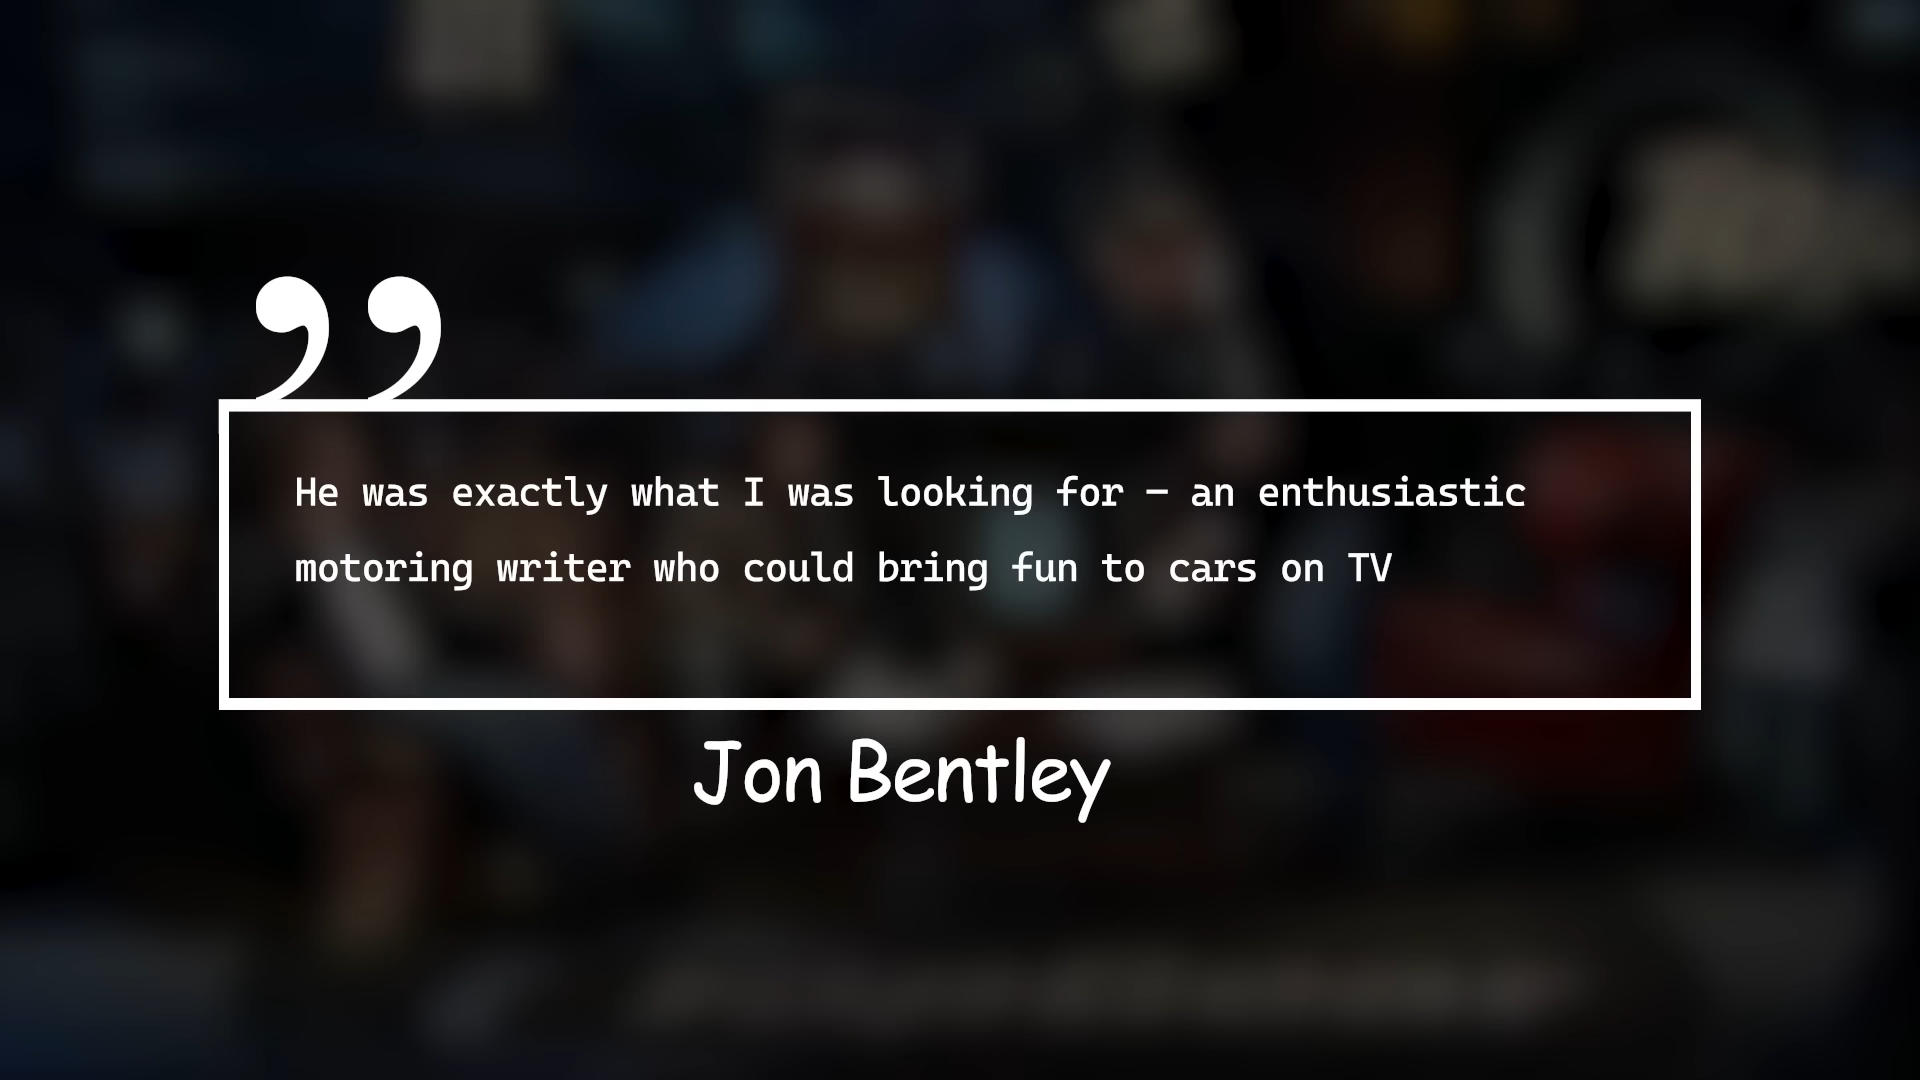 ”
He was exactly what I was looking for – an enthusiastic
motoring writer who could bring fun to cars on TV
Jon Bentley